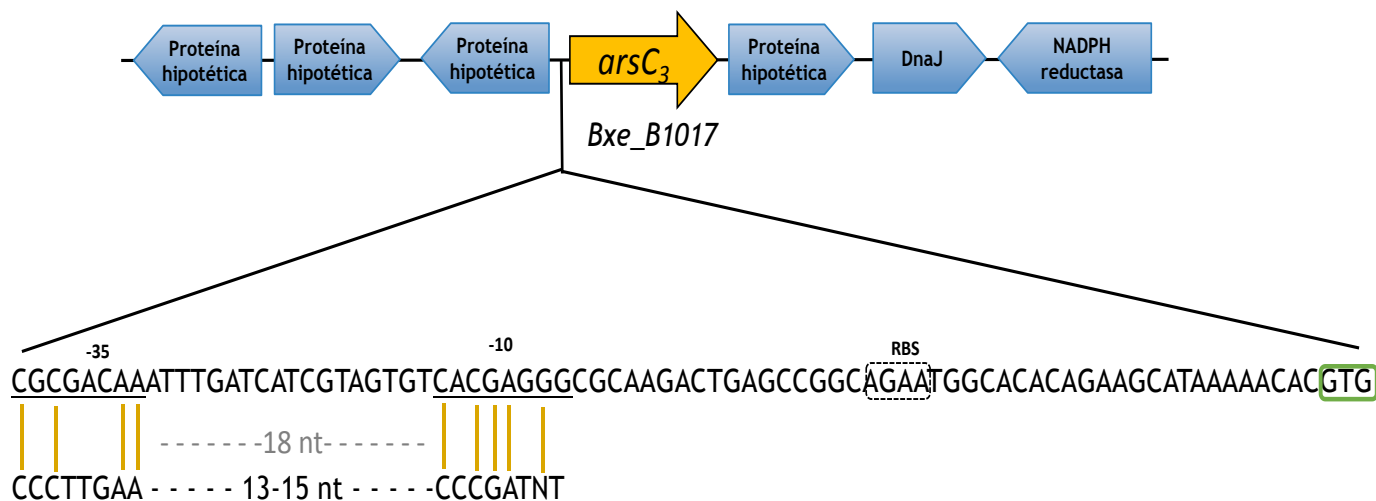 Proteína
hipotética
Proteína
hipotética
Proteína
hipotética
arsC3
Proteína
hipotética
DnaJ
NADPH
reductasa
Bxe_B1017
-35
-10
RBS
CGCGACAAATTTGATCATCGTAGTGTCACGAGGGCGCAAGACTGAGCCGGCAGAATGGCACACAGAAGCATAAAAACACGTG
- - - - - - -18 nt- - - - - - -
CCCTTGAA - - - - - 13-15 nt - - - - -CCCGATNT